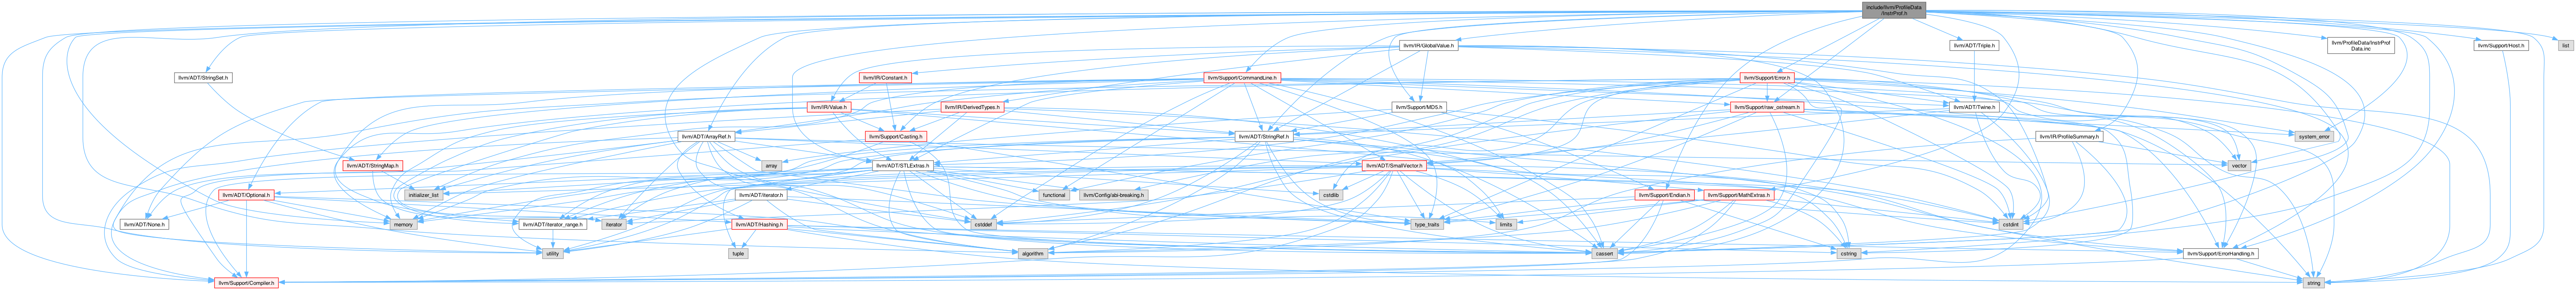 include/llvm/ProfileData
/InstrProf.h
llvm/IR/GlobalValue.h
llvm/ADT/Triple.h
llvm/ProfileData/InstrProf
Data.inc
llvm/Support/Host.h
list
llvm/ADT/StringSet.h
llvm/IR/Constant.h
llvm/Support/CommandLine.h
llvm/Support/Error.h
llvm/IR/Value.h
llvm/IR/DerivedTypes.h
llvm/Support/MD5.h
llvm/Support/raw_ostream.h
llvm/ADT/Twine.h
llvm/ADT/ArrayRef.h
llvm/Support/Casting.h
llvm/ADT/StringRef.h
llvm/IR/ProfileSummary.h
system_error
llvm/ADT/StringMap.h
array
llvm/ADT/STLExtras.h
llvm/ADT/SmallVector.h
vector
llvm/ADT/Optional.h
initializer_list
llvm/ADT/iterator.h
functional
llvm/Config/abi-breaking.h
cstdlib
llvm/Support/Endian.h
llvm/Support/MathExtras.h
llvm/ADT/None.h
memory
llvm/ADT/iterator_range.h
iterator
llvm/ADT/Hashing.h
cstddef
type_traits
limits
cstdint
utility
tuple
algorithm
cassert
cstring
llvm/Support/ErrorHandling.h
llvm/Support/Compiler.h
string